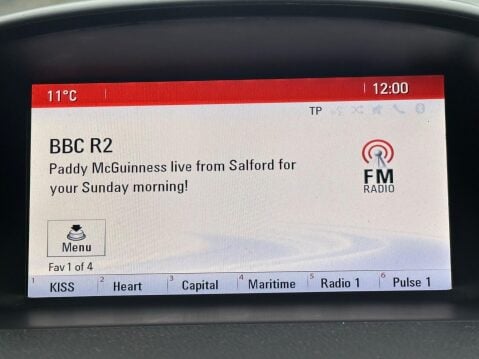 11°C
12:00
TP
BBC R2
Paddy McGuinness live from Salford for
your Sunday morning!
FM
RADIO
Menu
Fav 1 of 4
1 KISS
2 Heart
3 Capital
4 Maritime
5 Radio 1
6 Pulse 1